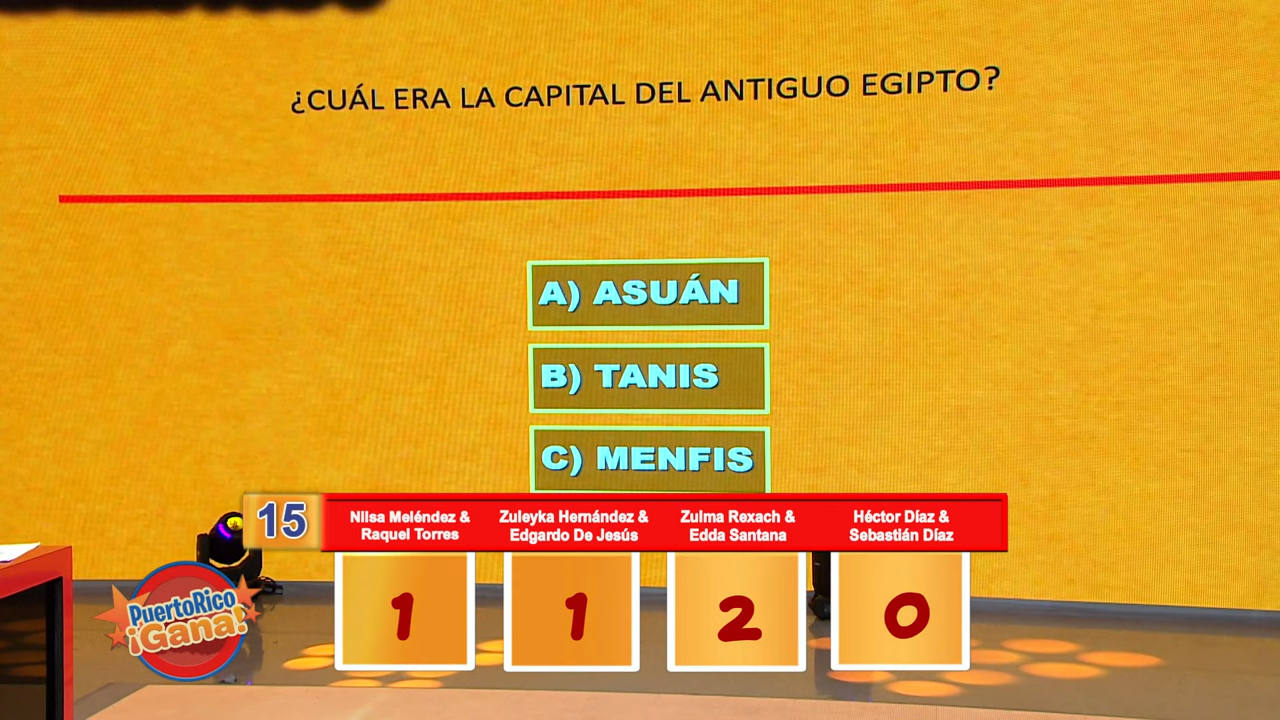 ¿CUÁL ERA LA CAPITAL DEL ANTIGUO EGIPTO?
A) ASUÁN
B) TANIS
C) MENFIS
15
Nilsa Meléndez &
Raquel Torres
Zuleyka Hernández &
Edgardo De Jesús
Zulma Rexach &
Edda Santana
Héctor Díaz &
Sebastián Díaz
1
1
2
0
PuertoRico
¡Gana!